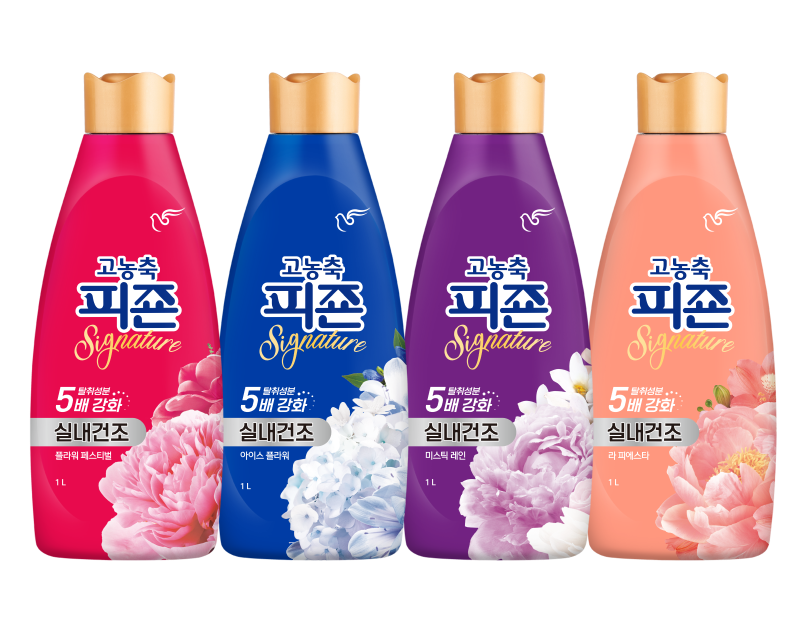 고농축
피죤
Signature
5배 탈취성분 강화
실내건조
플라워 페스티벌
1 L
고농축
피죤
Signature
5배 탈취성분 강화
실내건조
아이스 플라워
1 L
고농축
피죤
Signature
5배 탈취성분 강화
실내건조
미스틱 레인
1 L
고농축
피죤
Signature
5배 탈취성분 강화
실내건조
라 피에스타
1 L